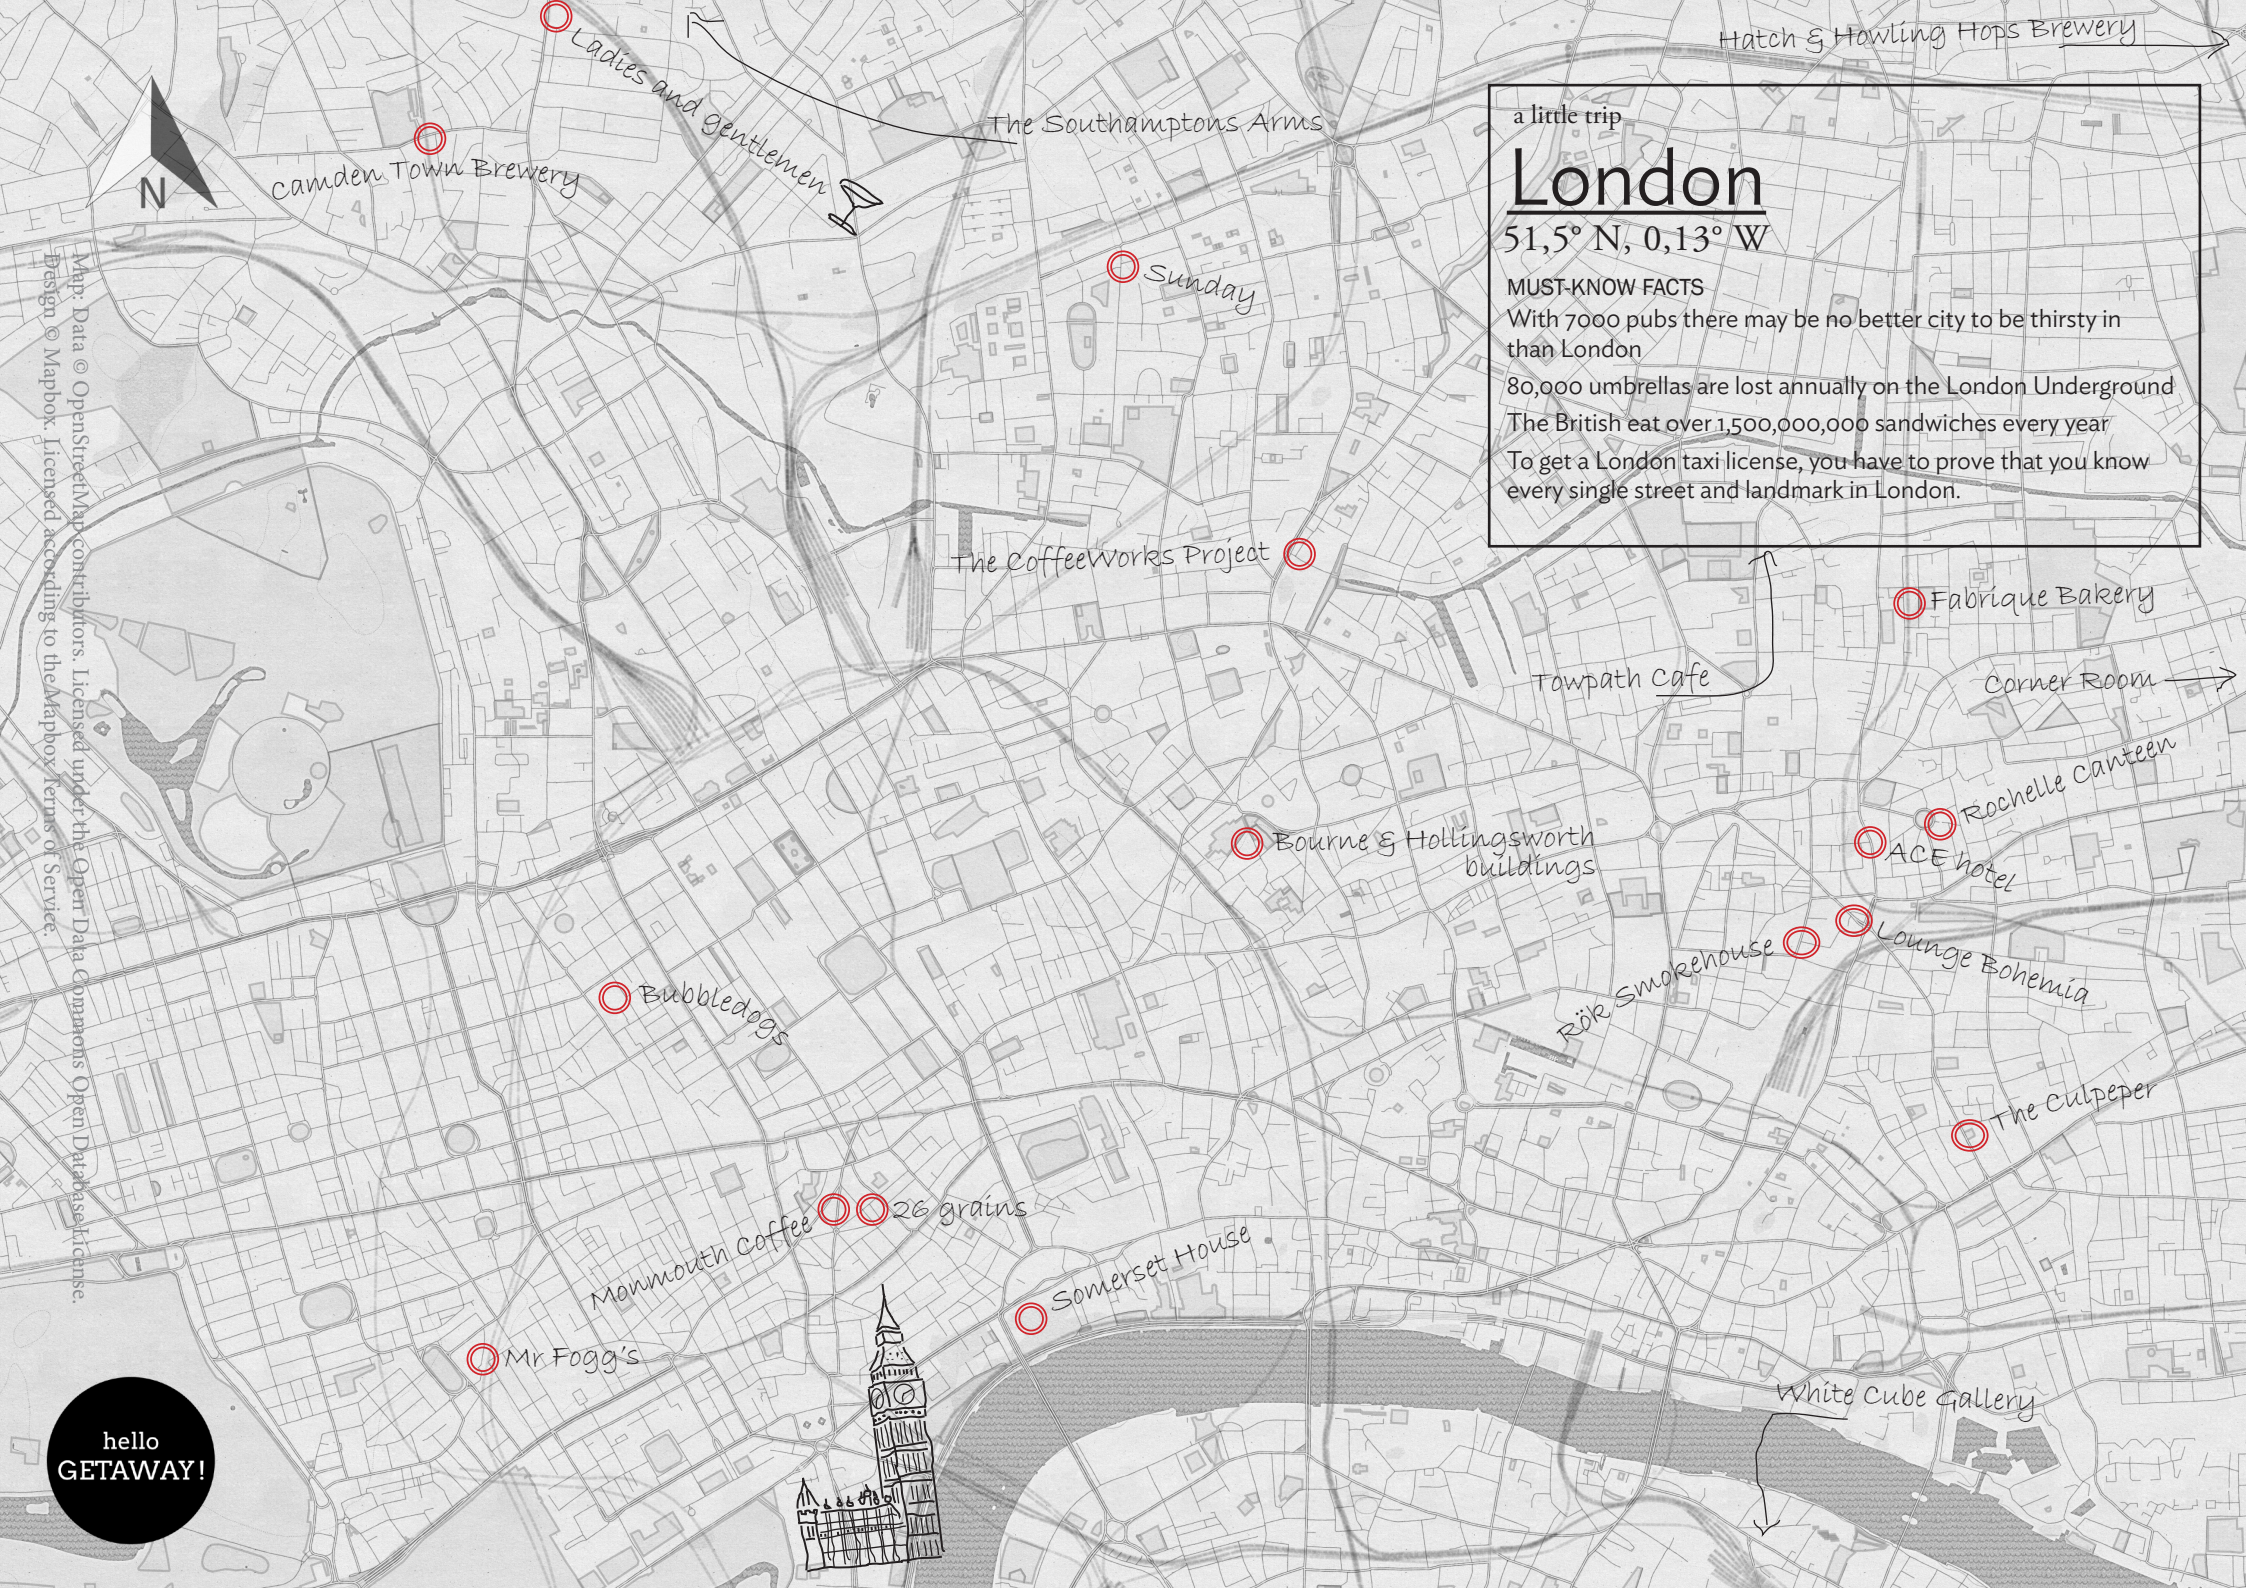 Hatch & Howling Hops Brewery
Ladies and gentlemen
The Southamptons Arms
Camden Town Brewery
N
a little trip
London
51,5° N, 0,13° W
MUST-KNOW FACTS
With 7000 pubs there may be no better city to be thirsty in
than London
80,000 umbrellas are lost annually on the London Underground
The British eat over 1,500,000,000 sandwiches every year
To get a London taxi license, you have to prove that you know
every single street and landmark in London.
Sunday
Map: Data © OpenStreetMap contributors. Licensed under the Open Data Commons Open Database License.
Design © Mapbox. Licensed according to the Mapbox Terms of Service.
The CoffeeWorks Project
Fabrique Bakery
Towpath Cafe
Corner Room
Rochelle Canteen
Bourne & Hollingsworth
buildings
ACE hotel
Rök Smokehouse
Lounge Bohemia
Bubbledogs
The Culpeper
Monmouth Coffee
26 grains
Somerset House
Mr Fogg's
White Cube Gallery
hello
GETAWAY!